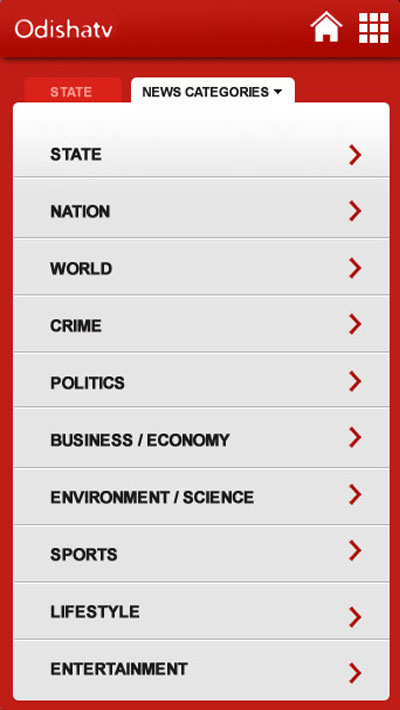 Odishatv
STATE
NEWS CATEGORIES
STATE
NATION
WORLD
CRIME
POLITICS
BUSINESS / ECONOMY
ENVIRONMENT / SCIENCE
SPORTS
LIFESTYLE
ENTERTAINMENT